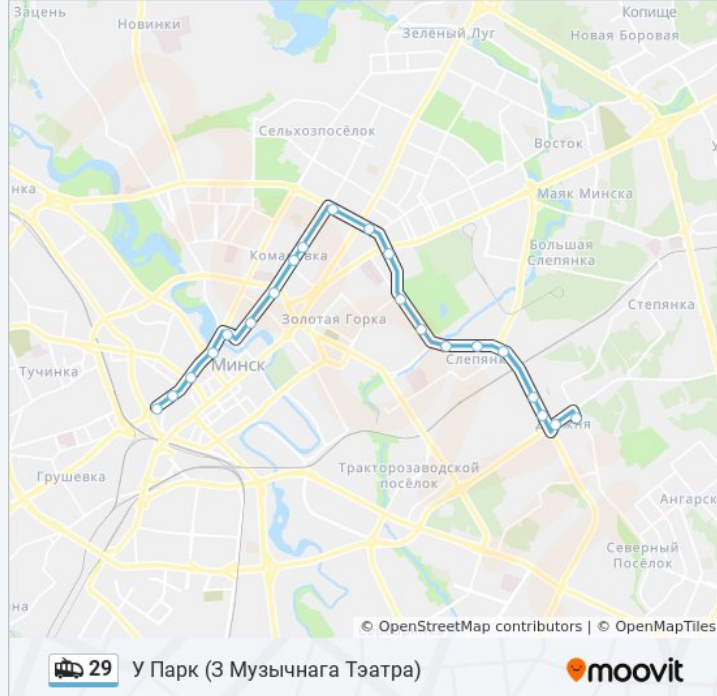 Зацень
Копище
Новинки
Зелёный Луг
Новая Боровая
Сельхозпосёлок
Восток
нка
Маяк Минска
Большая
Слепянка
Золотая Горка
Степянка
Слепянка
Минск
Тучинка
Тракторозаводской
посёлок
Грушевка
Ангарск
Северный
Посёлок
на
© OpenStreetMap contributors | © OpenMapTiles
29 У Парк (З Музычнага Тэатра)
moovit